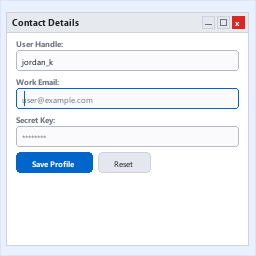 Contact Details
User Handle:
jordan_k
Work Email:
user@example.com
Secret Key:
********
Save Profile Reset